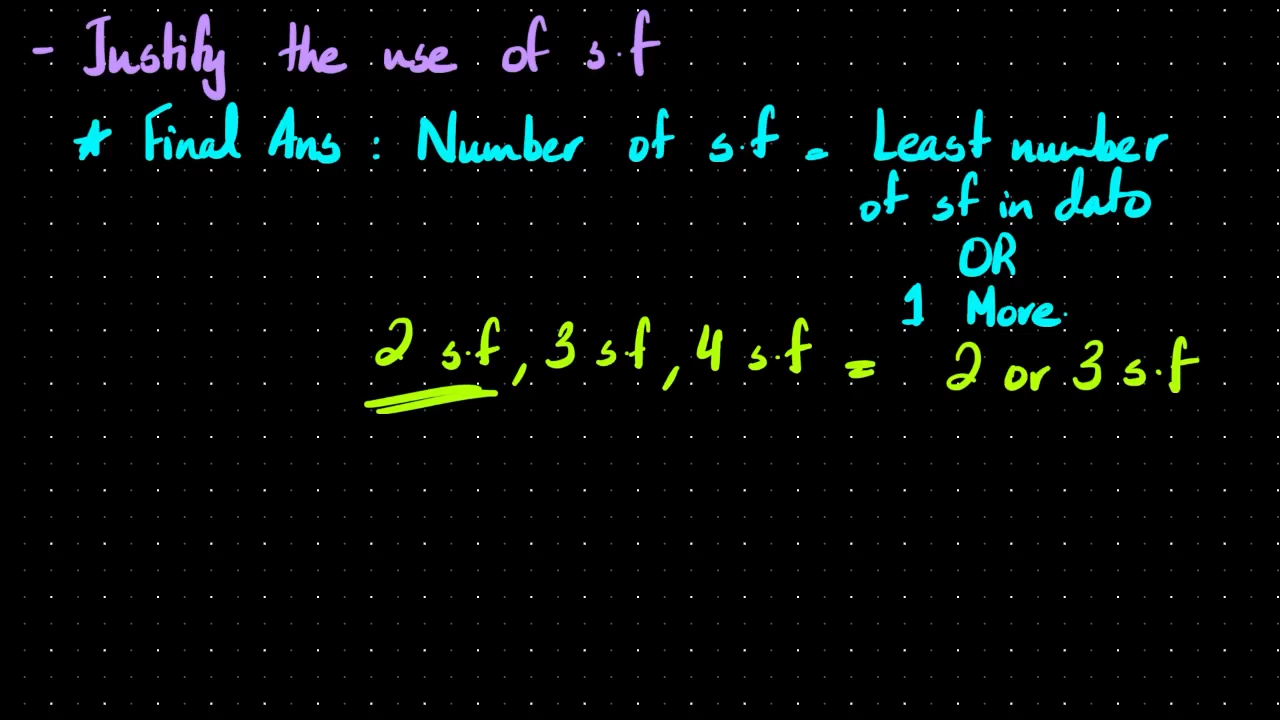 - Justify the use of s.f
* Final Ans : Number of s.f = Least number
of sf in data
OR
1 More.
2 s.f, 3 s.f, 4 s.f = 2 or 3 s.f